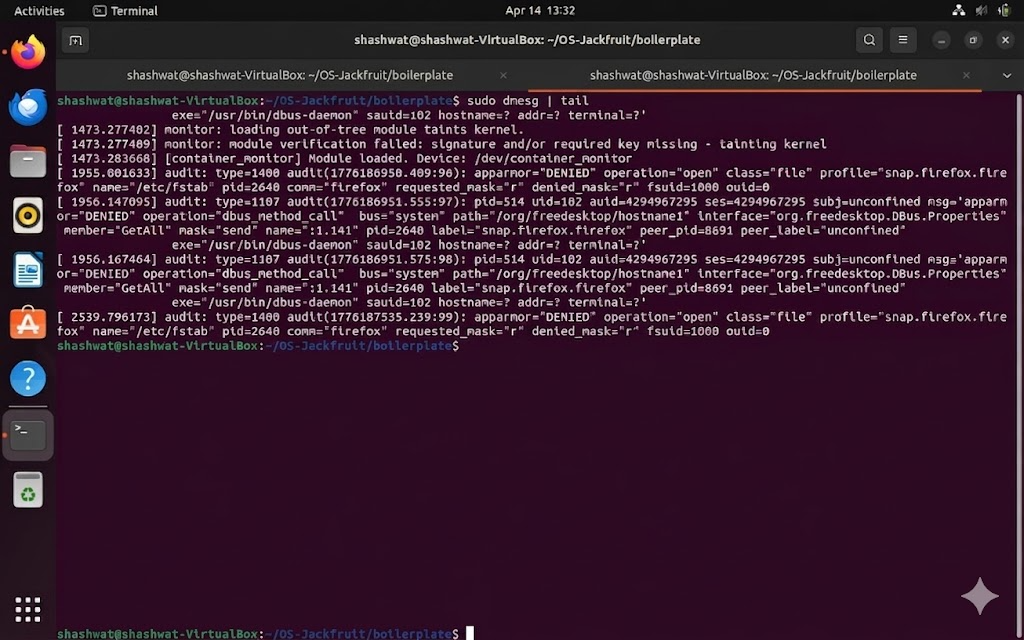 Activities
Terminal
Apr 14 13:32
shashwat@shashwat-VirtualBox: ~/OS-Jackfruit/boilerplate
shashwat@shashwat-VirtualBox: ~/OS-Jackfruit/boilerplate
shashwat@shashwat-VirtualBox: ~/OS-Jackfruit/boilerplate
shashwat@shashwat-VirtualBox:~/OS-Jackfruit/boilerplate$ sudo dmesg | tail
exe="/usr/bin/dbus-daemon" sauid=102 hostname=? addr=? terminal=?'
[ 1473.277402] monitor: loading out-of-tree module taints kernel.
[ 1473.277409] monitor: module verification failed: signature and/or required key missing - tainting kernel
[ 1473.283668] [container_monitor] Module loaded. Device: /dev/container_monitor
[ 1955.001633] audit: type=1400 audit(1776186950.409:96): apparmor="DENIED" operation="open" class="file" profile="snap.firefox.fire
fox" name="/etc/fstab" pid=2640 comm="firefox" requested_mask="r" denied_mask="r" fsuid=1000 ouid=0
[ 1956.147095] audit: type=1107 audit(1776186951.555:97): pid=514 uid=102 auid=4294967295 ses=4294967295 subj=unconfined msg='apparm
or="DENIED" operation="dbus_method_call"  bus="system" path="/org/freedesktop/hostname1" interface="org.freedesktop.DBus.Properties"
member="GetAll" mask="send" name=":1.141" pid=2640 label="snap.firefox.firefox" peer_pid=8691 peer_label="unconfined"
exe="/usr/bin/dbus-daemon" sauid=102 hostname=? addr=? terminal=?'
[ 1956.167464] audit: type=1107 audit(1776186951.575:98): pid=514 uid=102 auid=4294967295 ses=4294967295 subj=unconfined msg='apparm
or="DENIED" operation="dbus_method_call"  bus="system" path="/org/freedesktop/hostname1" interface="org.freedesktop.DBus.Properties"
member="GetAll" mask="send" name=":1.141" pid=2640 label="snap.firefox.firefox" peer_pid=8691 peer_label="unconfined"
exe="/usr/bin/dbus-daemon" sauid=102 hostname=? addr=? terminal=?'
[ 2539.796173] audit: type=1400 audit(1776187535.239:99): apparmor="DENIED" operation="open" class="file" profile="snap.firefox.fire
fox" name="/etc/fstab" pid=2640 comm="firefox" requested_mask="r" denied_mask="r" fsuid=1000 ouid=0
shashwat@shashwat-VirtualBox:~/OS-Jackfruit/boilerplate$
shashwat@shashwat-VirtualBox:~/OS-Jackfruit/boilerplate$